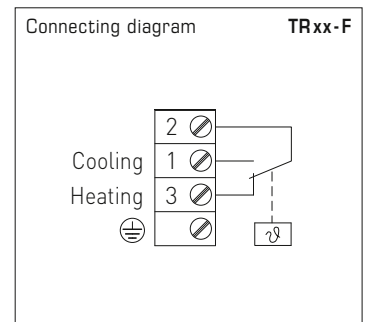 Connecting diagram TRxx-F
2
Cooling 1
Heating 3
ϑ